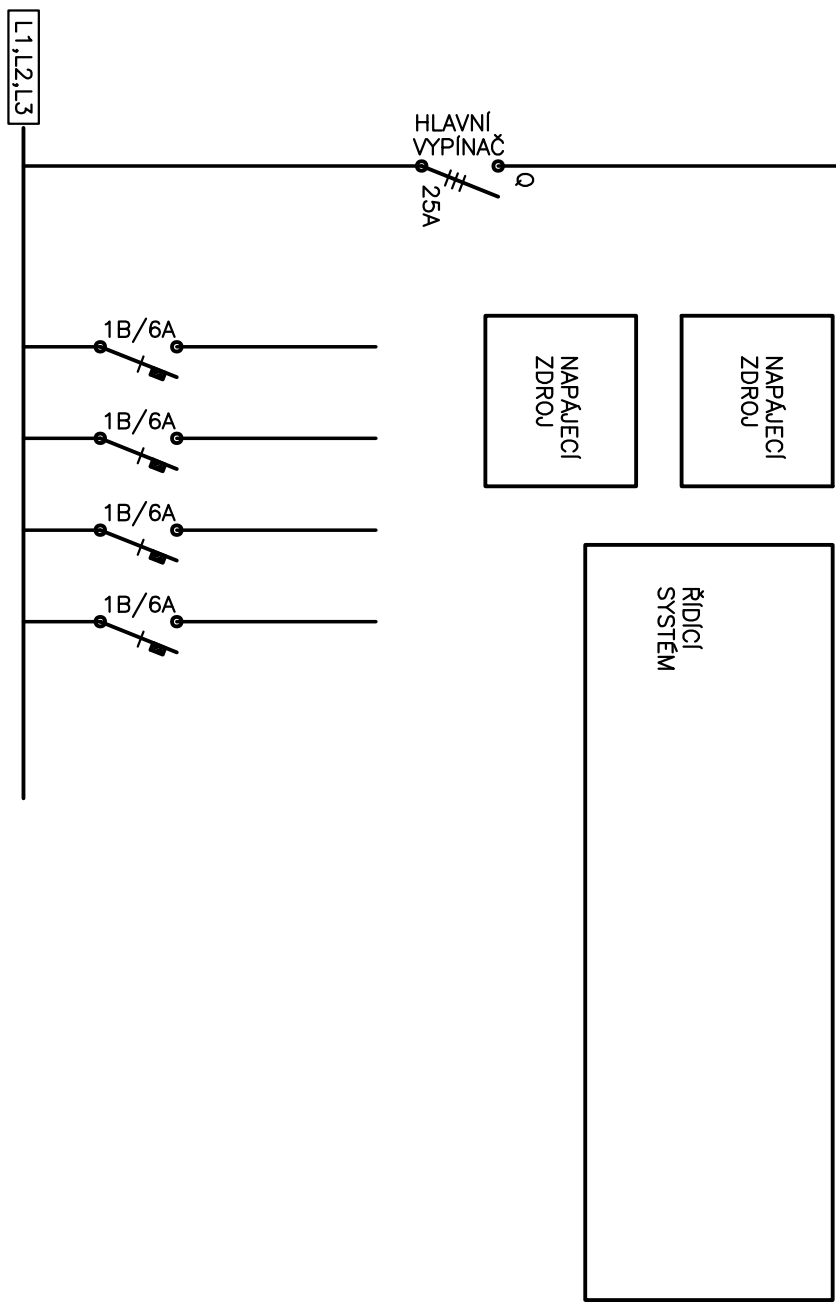 L1,L2,L3
HLAVNÍ
VYPÍNAČ
Q
25A
1B/6A
1B/6A
1B/6A
1B/6A
NAPÁJECÍ
ZDROJ
NAPÁJECÍ
ZDROJ
ŘÍDÍCÍ
SYSTÉM